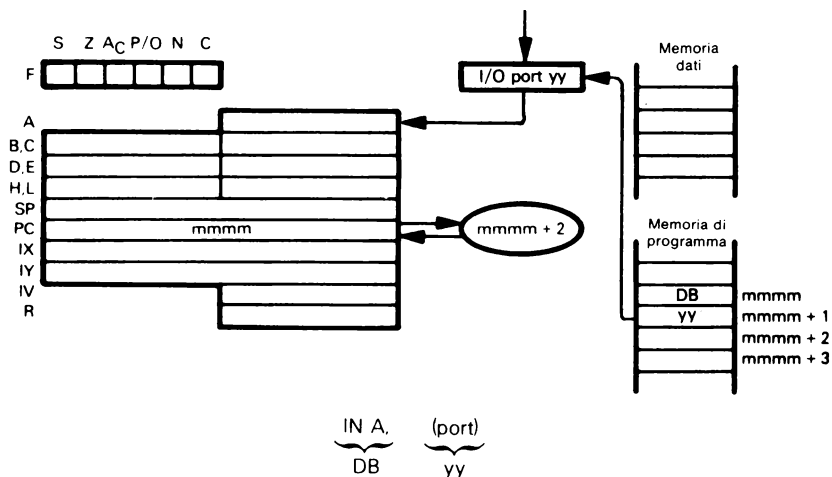 S Z AC P/O N C
F
I/O port yy
Memoria
dati
A
B,C
D,E
H,L
SP
PC mmmm
mmmm + 2
IX
IY
IV
R
Memoria di
programma
DB mmmm
yy mmmm + 1
mmmm + 2
mmmm + 3
IN A, (port)
DB yy